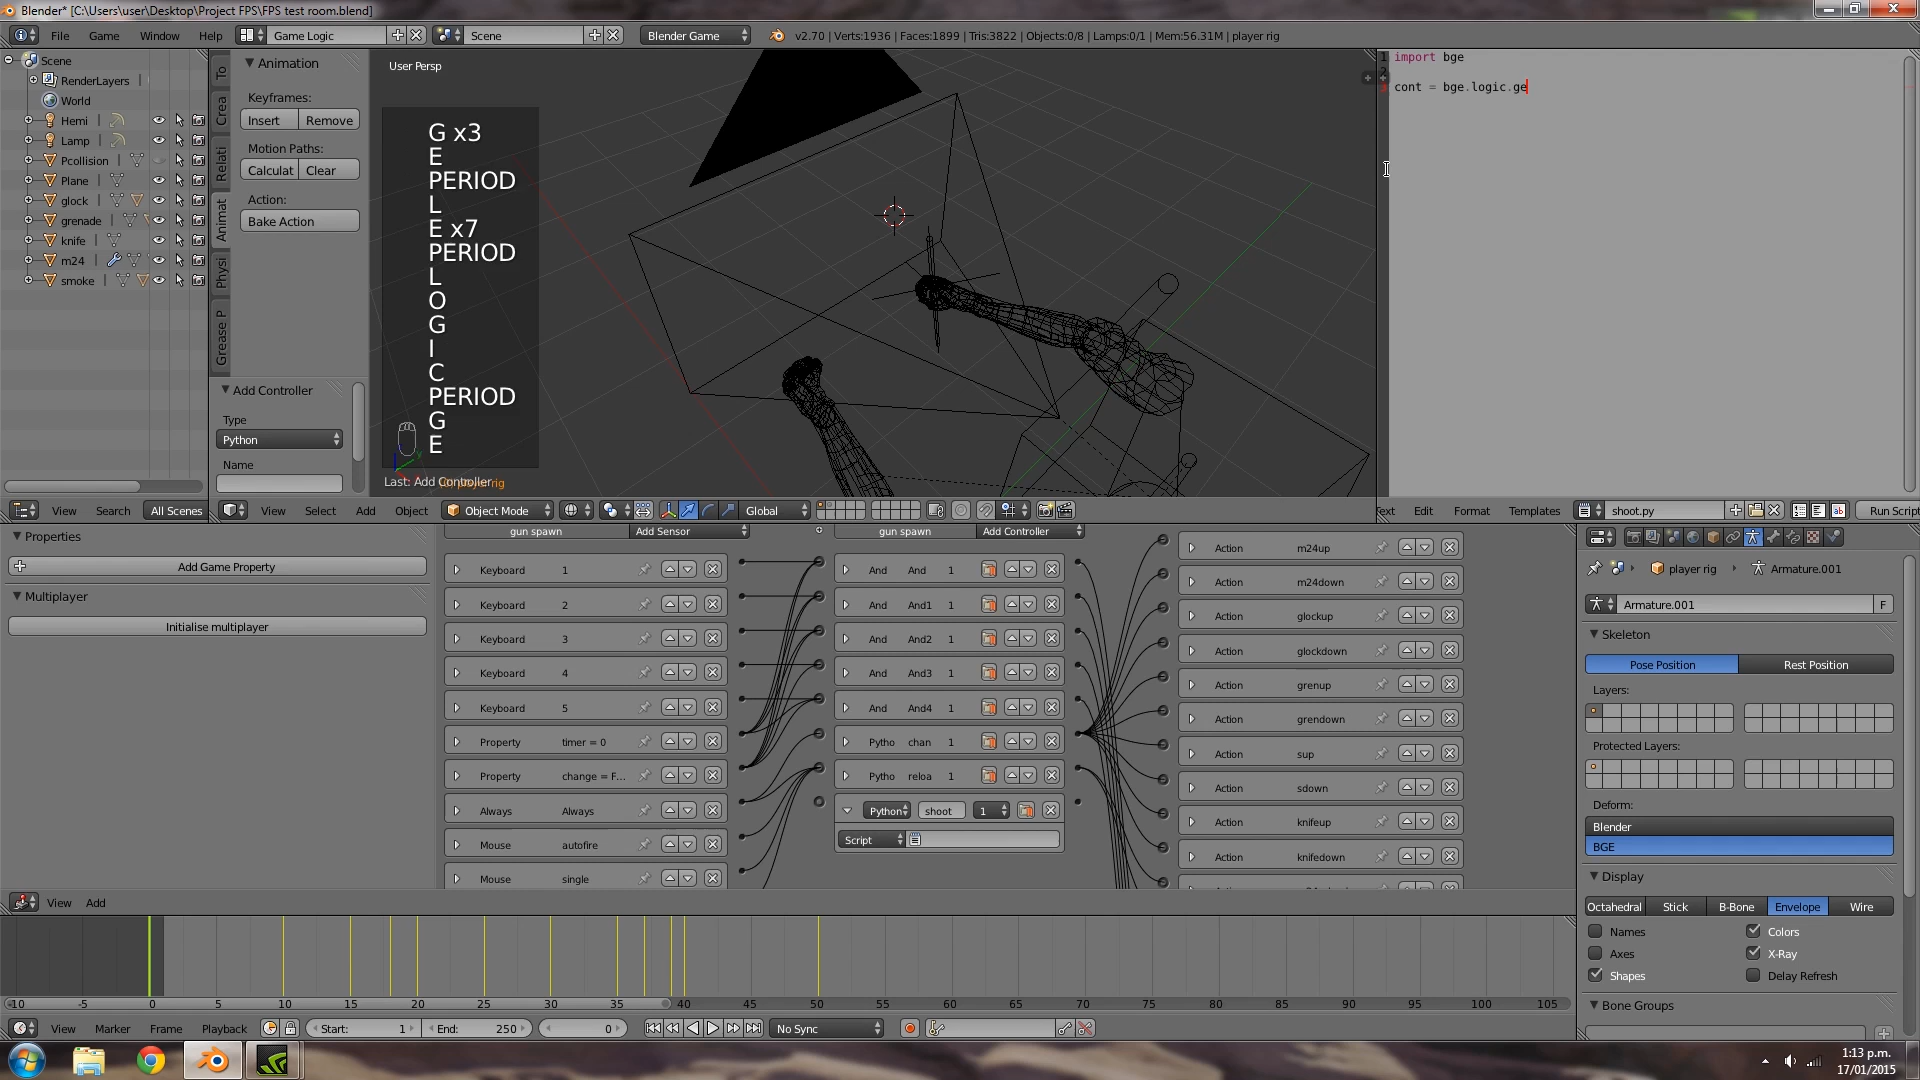 Blender* [C:\Users\user\Desktop\Project FPS\FPS test room.blend]
File Game Window Help Game Logic Scene Blender Game v2.70 | Verts:1936 | Faces:1899 | Tris:3822 | Objects:0/8 | Lamps:0/1 | Mem:56.31M | player rig
Scene
RenderLayers
World
Hemi
Lamp
Pcollision
Plane
glock
grenade
knife
m24
smoke
View Search All Scenes
To
Crea
Relati
Animat
Physi
Grease P
Animation
Keyframes:
Insert Remove
Motion Paths:
Calculat Clear
Action:
Bake Action
Add Controller
Type
Python
Name
User Persp
G x3
E
PERIOD
L
E x7
PERIOD
L
O
G
I
C
PERIOD
G
E
Last: Add Controller
View Select Add Object Object Mode Global
1 import bge
2
3 cont = bge.logic.ge
Text Edit Format Templates shoot.py Run Script
Properties
Add Game Property
Multiplayer
Initialise multiplayer
gun spawn Add Sensor
Keyboard 1
Keyboard 2
Keyboard 3
Keyboard 4
Keyboard 5
Property timer = 0
Property change = F...
Always Always
Mouse autofire
Mouse single
gun spawn Add Controller
And And 1
And And1 1
And And2 1
And And3 1
And And4 1
Pytho chan 1
Pytho reloa 1
Python shoot 1
Script
Action m24up
Action m24down
Action glockup
Action glockdown
Action grenup
Action grendown
Action sup
Action sdown
Action knifeup
Action knifedown
View Add
player rig Armature.001
Armature.001 F
Skeleton
Pose Position Rest Position
Layers:
Protected Layers:
Deform:
Blender
BGE
Display
Octahedral Stick B-Bone Envelope Wire
Names Colors
Axes X-Ray
Shapes Delay Refresh
Bone Groups
-10 -5 0 5 10 15 20 25 30 35 40 45 50 55 60 65 70 75 80 85 90 95 100 105
View Marker Frame Playback Start: 1 End: 250 0 No Sync
1:13 p.m.
17/01/2015